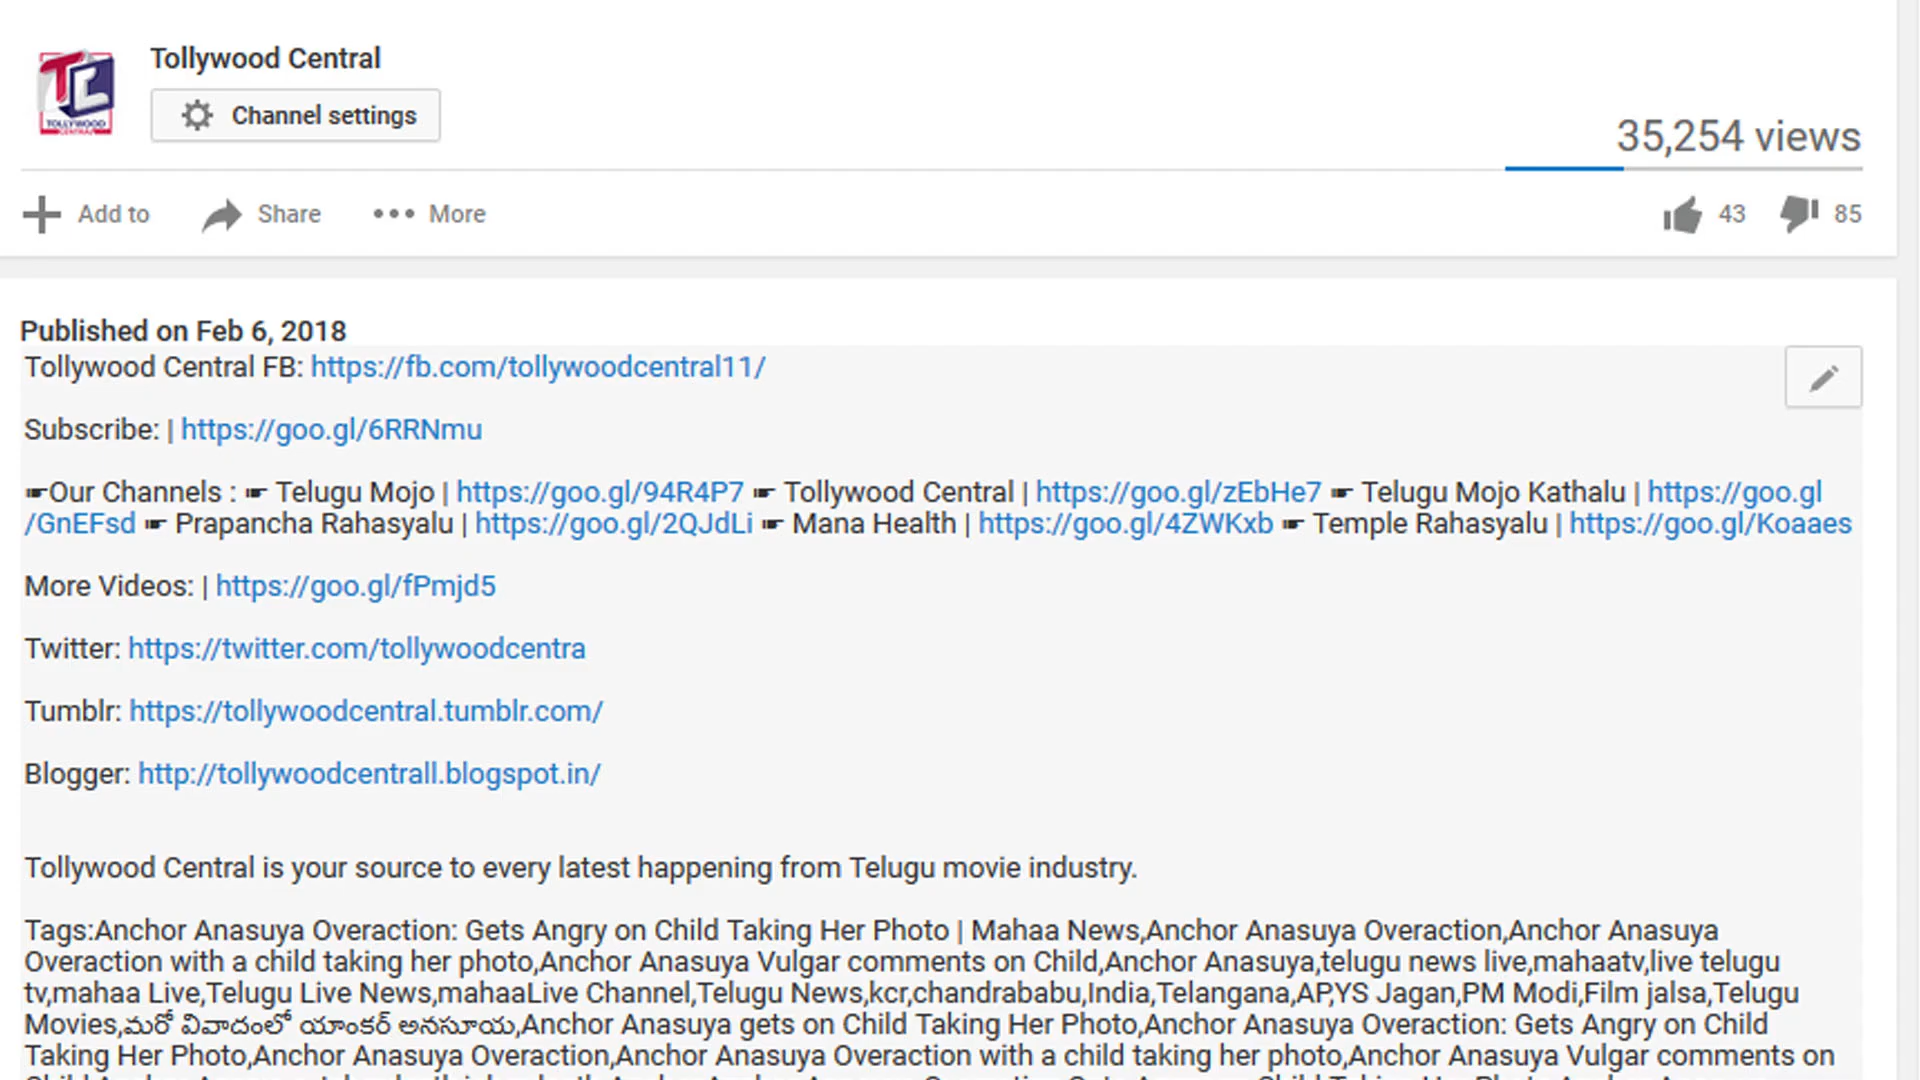 Tollywood Central
TOLLYWOOD
CENTRAL
Channel settings
35,254 views
Add to Share More 43 85
Published on Feb 6, 2018
Tollywood Central FB: https://fb.com/tollywoodcentral11/
Subscribe: | https://goo.gl/6RRNmu
☛Our Channels : ☛ Telugu Mojo | https://goo.gl/94R4P7 ☛ Tollywood Central | https://goo.gl/zEbHe7 ☛ Telugu Mojo Kathalu | https://goo.gl
/GnEFsd ☛ Prapancha Rahasyalu | https://goo.gl/2QJdLi ☛ Mana Health | https://goo.gl/4ZWKxb ☛ Temple Rahasyalu | https://goo.gl/Koaaes
More Videos: | https://goo.gl/fPmjd5
Twitter: https://twitter.com/tollywoodcentra
Tumblr: https://tollywoodcentral.tumblr.com/
Blogger: http://tollywoodcentrall.blogspot.in/
Tollywood Central is your source to every latest happening from Telugu movie industry.
Tags:Anchor Anasuya Overaction: Gets Angry on Child Taking Her Photo | Mahaa News,Anchor Anasuya Overaction,Anchor Anasuya
Overaction with a child taking her photo,Anchor Anasuya Vulgar comments on Child,Anchor Anasuya,telugu news live,mahaatv,live telugu
tv,mahaa Live,Telugu Live News,mahaaLive Channel,Telugu News,kcr,chandrababu,India,Telangana,AP,YS Jagan,PM Modi,Film jalsa,Telugu
Movies,మరో వివాదంలో యాంకర్ అనసూయ,Anchor Anasuya gets on Child Taking Her Photo,Anchor Anasuya Overaction: Gets Angry on Child
Taking Her Photo,Anchor Anasuya Overaction,Anchor Anasuya Overaction with a child taking her photo,Anchor Anasuya Vulgar comments on